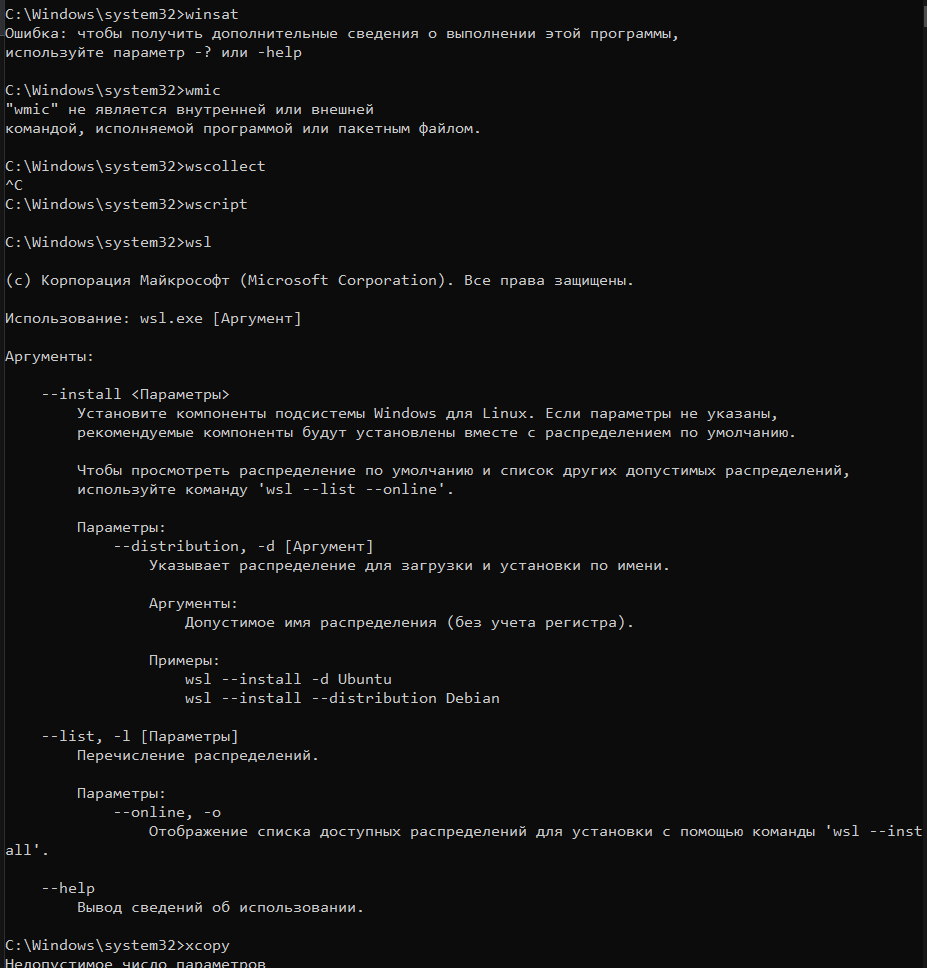 C:\Windows\system32>winsat
Ошибка: чтобы получить дополнительные сведения о выполнении этой программы,
используйте параметр -? или -help
C:\Windows\system32>wmic
"wmic" не является внутренней или внешней
командой, исполняемой программой или пакетным файлом.
C:\Windows\system32>wscollect
^C
C:\Windows\system32>wscript
C:\Windows\system32>wsl
(c) Корпорация Майкрософт (Microsoft Corporation). Все права защищены.
Использование: wsl.exe [Аргумент]
Аргументы:
--install <Параметры>
Установите компоненты подсистемы Windows для Linux. Если параметры не указаны,
рекомендуемые компоненты будут установлены вместе с распределением по умолчанию.
Чтобы просмотреть распределение по умолчанию и список других допустимых распределений,
используйте команду 'wsl --list --online'.
Параметры:
--distribution, -d [Аргумент]
Указывает распределение для загрузки и установки по имени.
Аргументы:
Допустимое имя распределения (без учета регистра).
Примеры:
wsl --install -d Ubuntu
wsl --install --distribution Debian
--list, -l [Параметры]
Перечисление распределений.
Параметры:
--online, -o
Отображение списка доступных распределений для установки с помощью команды 'wsl --inst
all'.
--help
Вывод сведений об использовании.
C:\Windows\system32>xcopy
Недопустимое число параметров